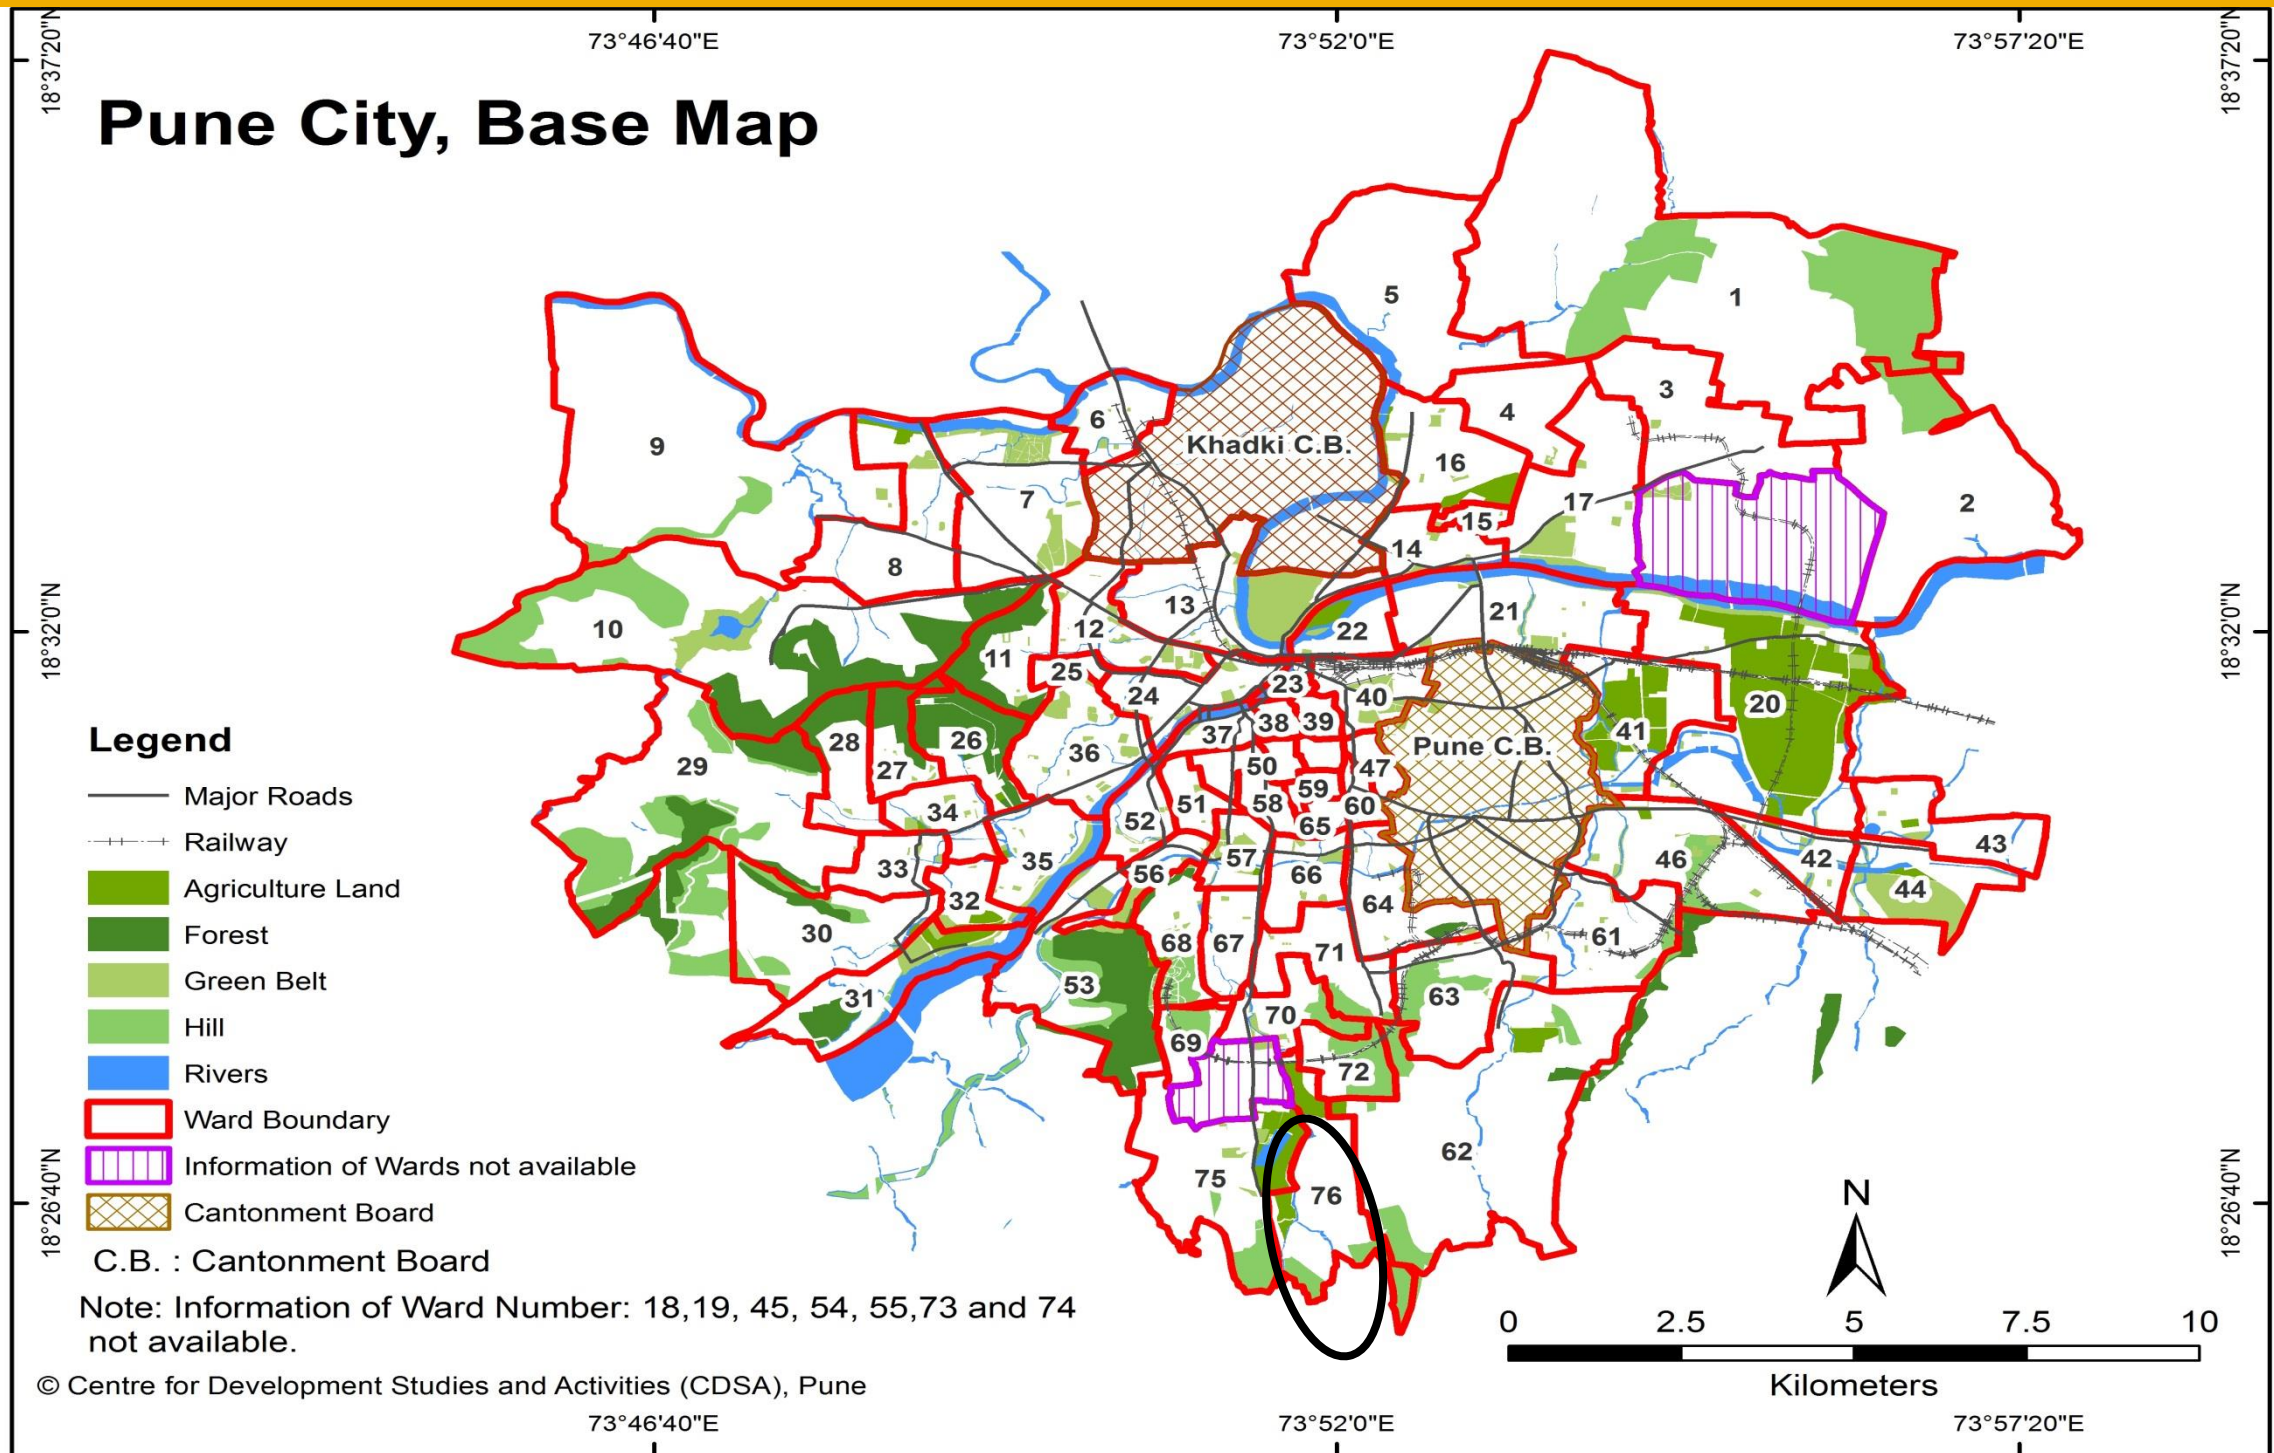 73°46'40"E
73°52'0"E
73°57'20"E
18°37'20"N
18°37'20"N
Pune City, Base Map
5
1
3
6
4
9
Khadki C.B.
16
7
17
2
15
14
8
18°32'0"N
18°32'0"N
13
21
10
12
22
11
25
23
24
40
20
37
38
39
41
28
26
Pune C.B.
36
29
27
50
47
Legend
59
51
58
60
Major Roads
34
52
65
Railway
35
57
46
42
43
33
56
66
Agriculture Land
44
32
64
Forest
30
68
67
61
71
Green Belt
53
31
63
Hill
70
69
Rivers
72
Ward Boundary
62
Information of Wards not available
75
76
18°26'40"N
18°26'40"N
N
Cantonment Board
C.B. : Cantonment Board
Note: Information of Ward Number: 18,19, 45, 54, 55,73 and 74
not available.
0
2.5
5
7.5
10
Kilometers
© Centre for Development Studies and Activities (CDSA), Pune
73°46'40"E
73°52'0"E
73°57'20"E